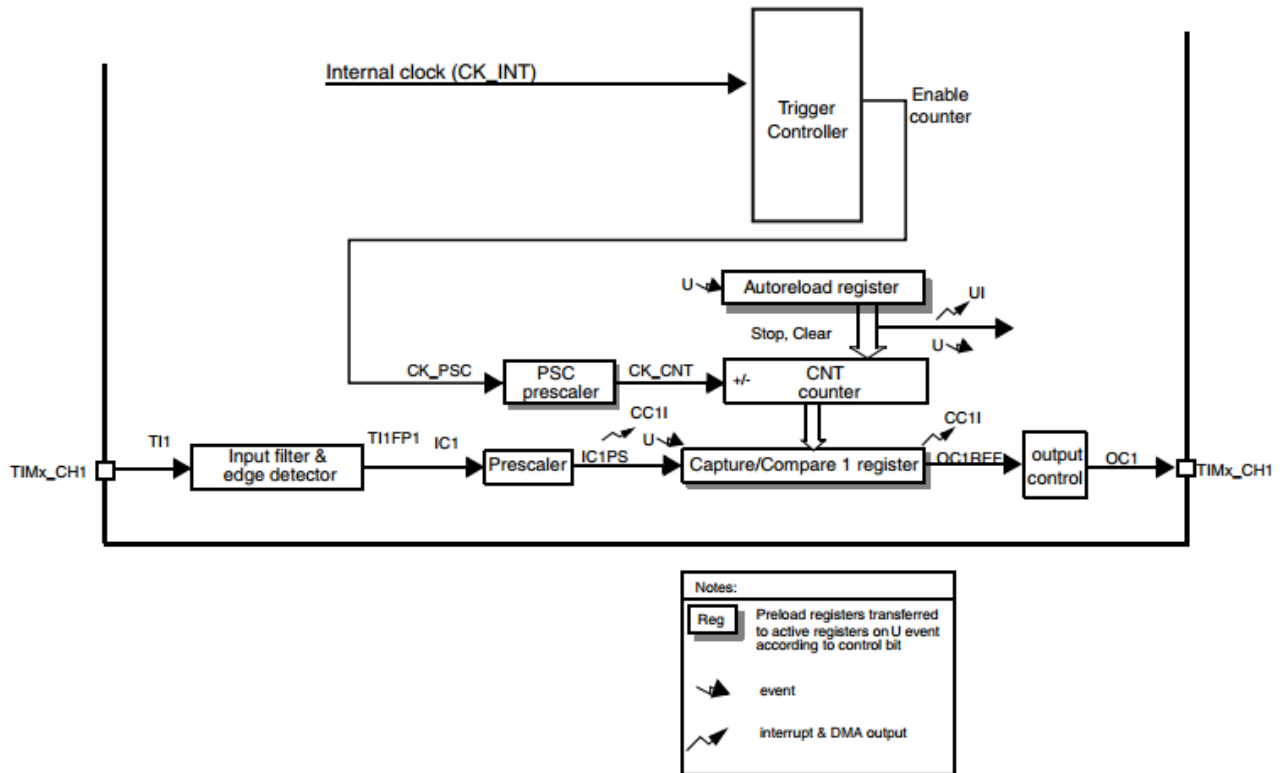 Internal clock (CK_INT)
Trigger
Controller
Enable
counter
U
Autoreload register
UI
Stop, Clear
U
CK_PSC
PSC
prescaler
CK_CNT
+/-
CNT
counter
CC1I
CC1I
U
TI1
TI1FP1
IC1
IC1PS
OC1REF
OC1
TIMx_CH1
Input filter &
edge detector
Prescaler
Capture/Compare 1 register
output
control
TIMx_CH1
Notes:
Reg
Preload registers transferred
to active registers on U event
according to control bit
event
interrupt & DMA output